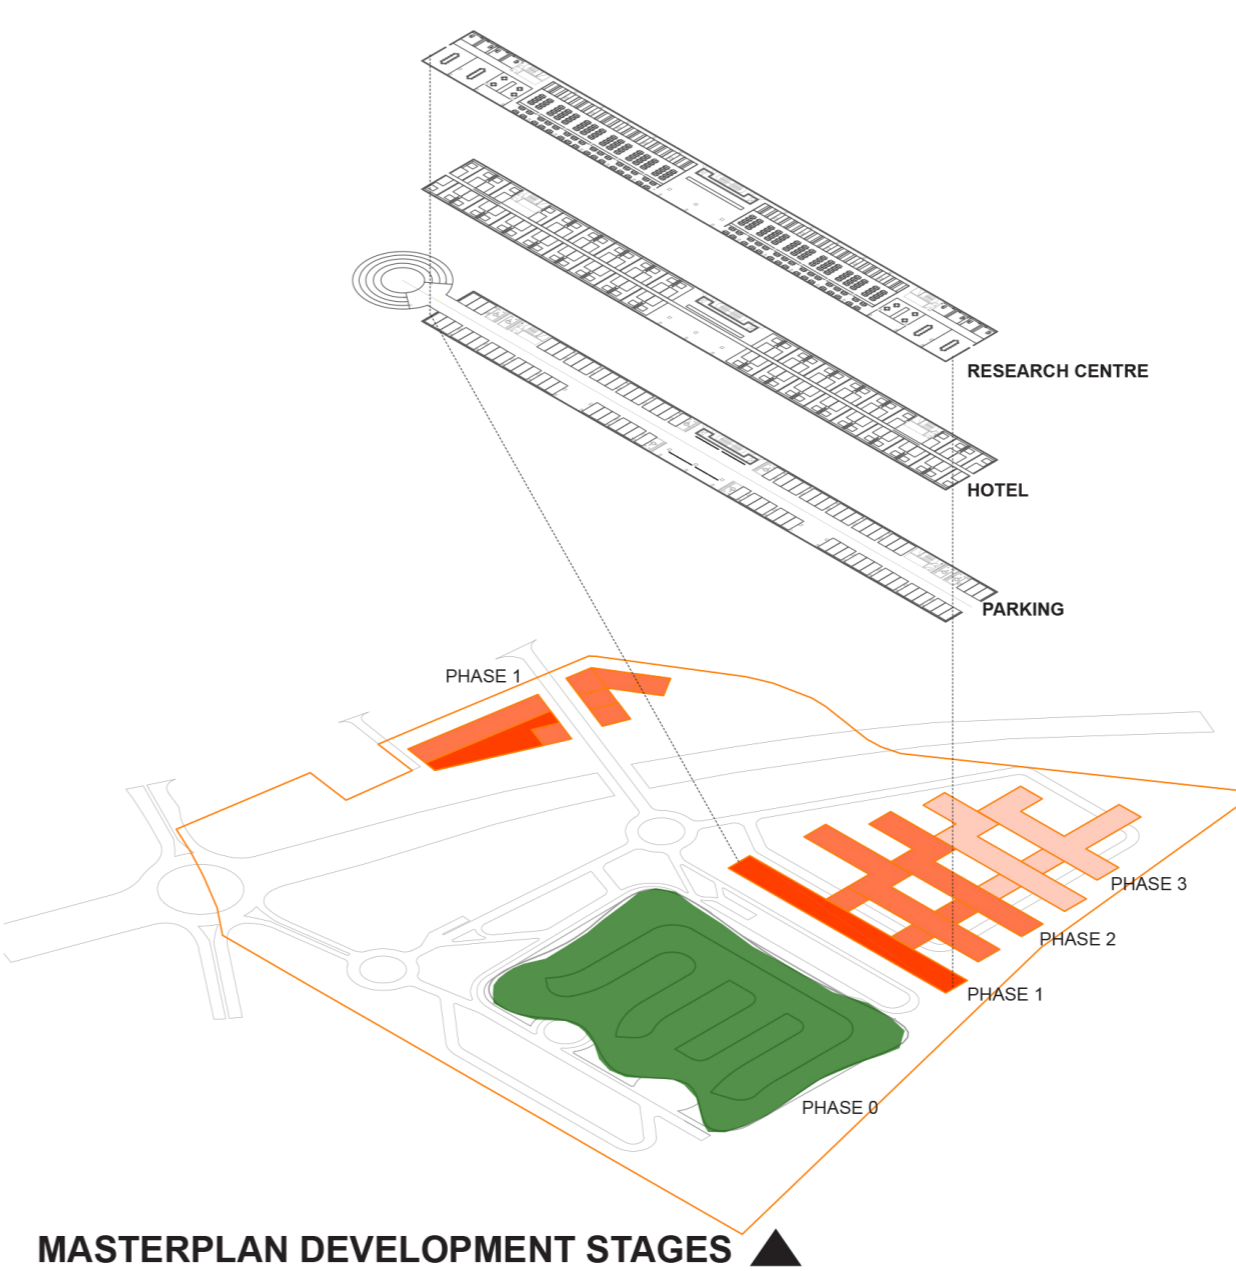 RESEARCH CENTRE
HOTEL
PARKING
PHASE 1
PHASE 3
PHASE 2
PHASE 1
PHASE 0
MASTERPLAN DEVELOPMENT STAGES